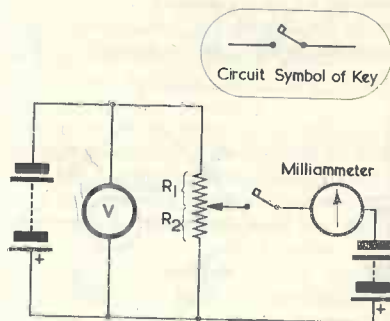 Circuit Symbol of Key
Milliammeter
R1
V
R2
+
+